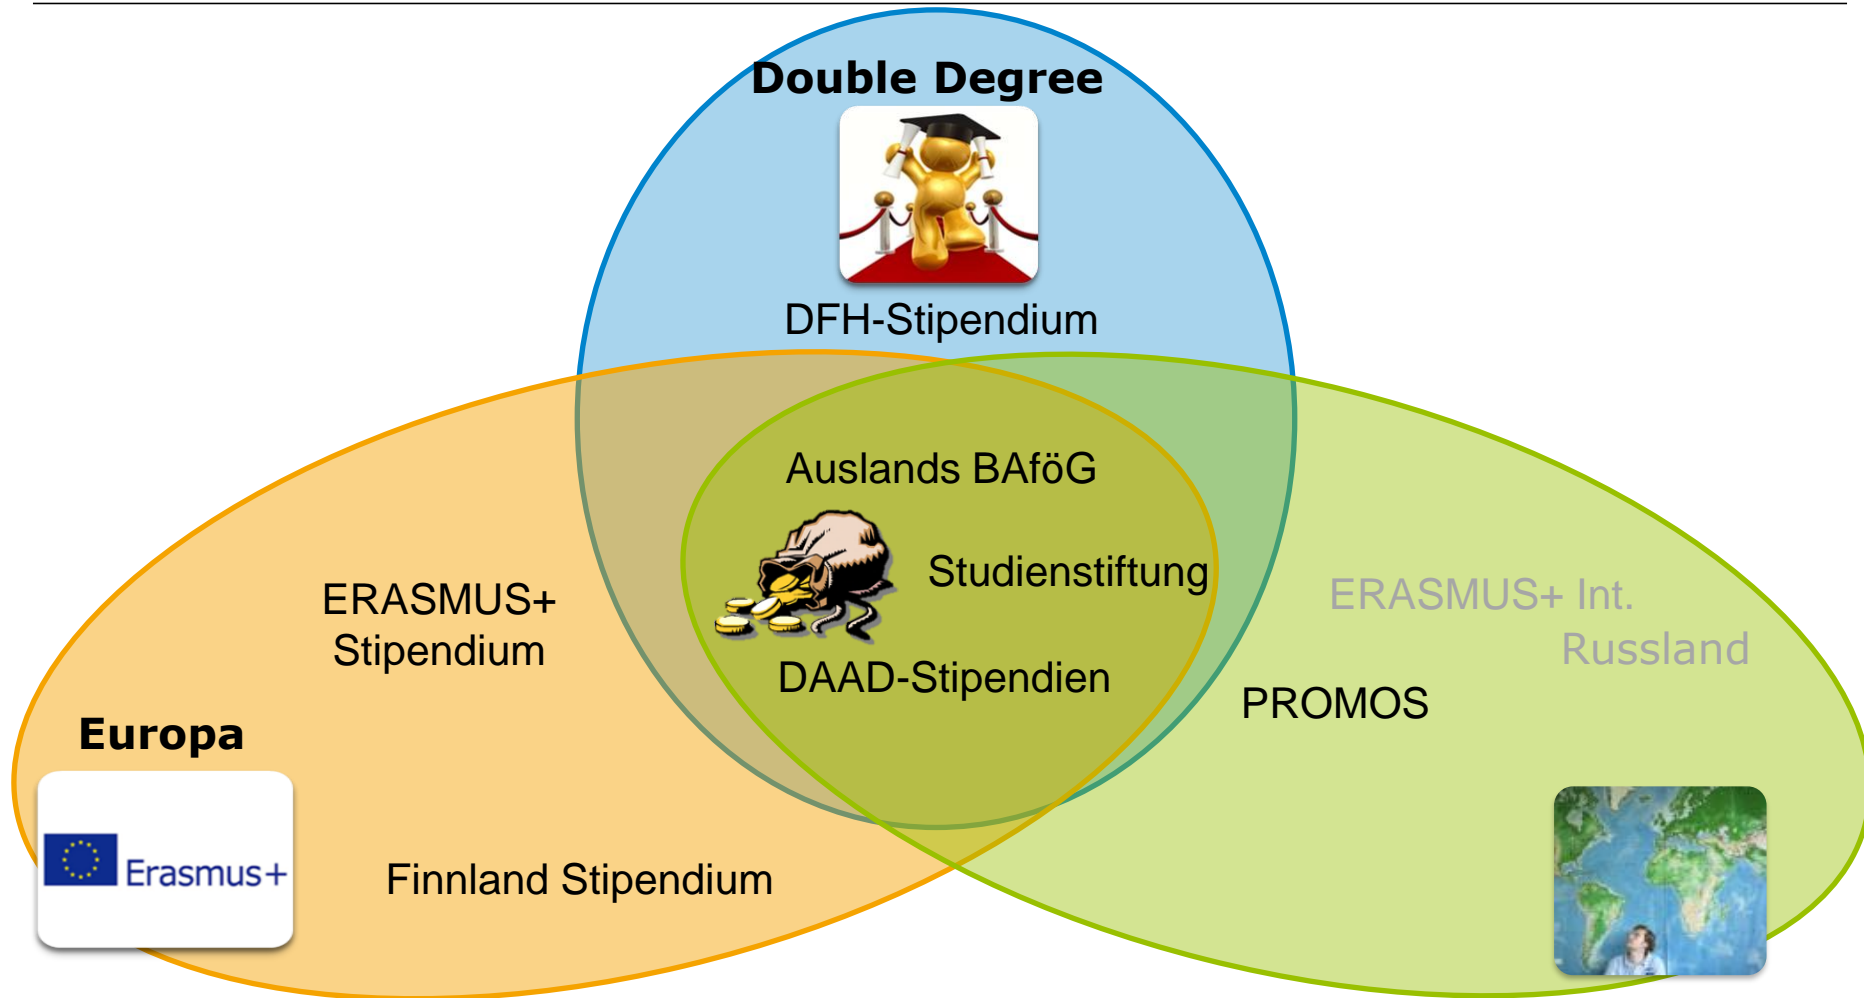 Double Degree
DFH-Stipendium
Auslands BAföG
Studienstiftung
DAAD-Stipendien
ERASMUS+
Stipendium
Europa
Erasmus+
Finnland Stipendium
ERASMUS+ Int.
Russland
PROMOS